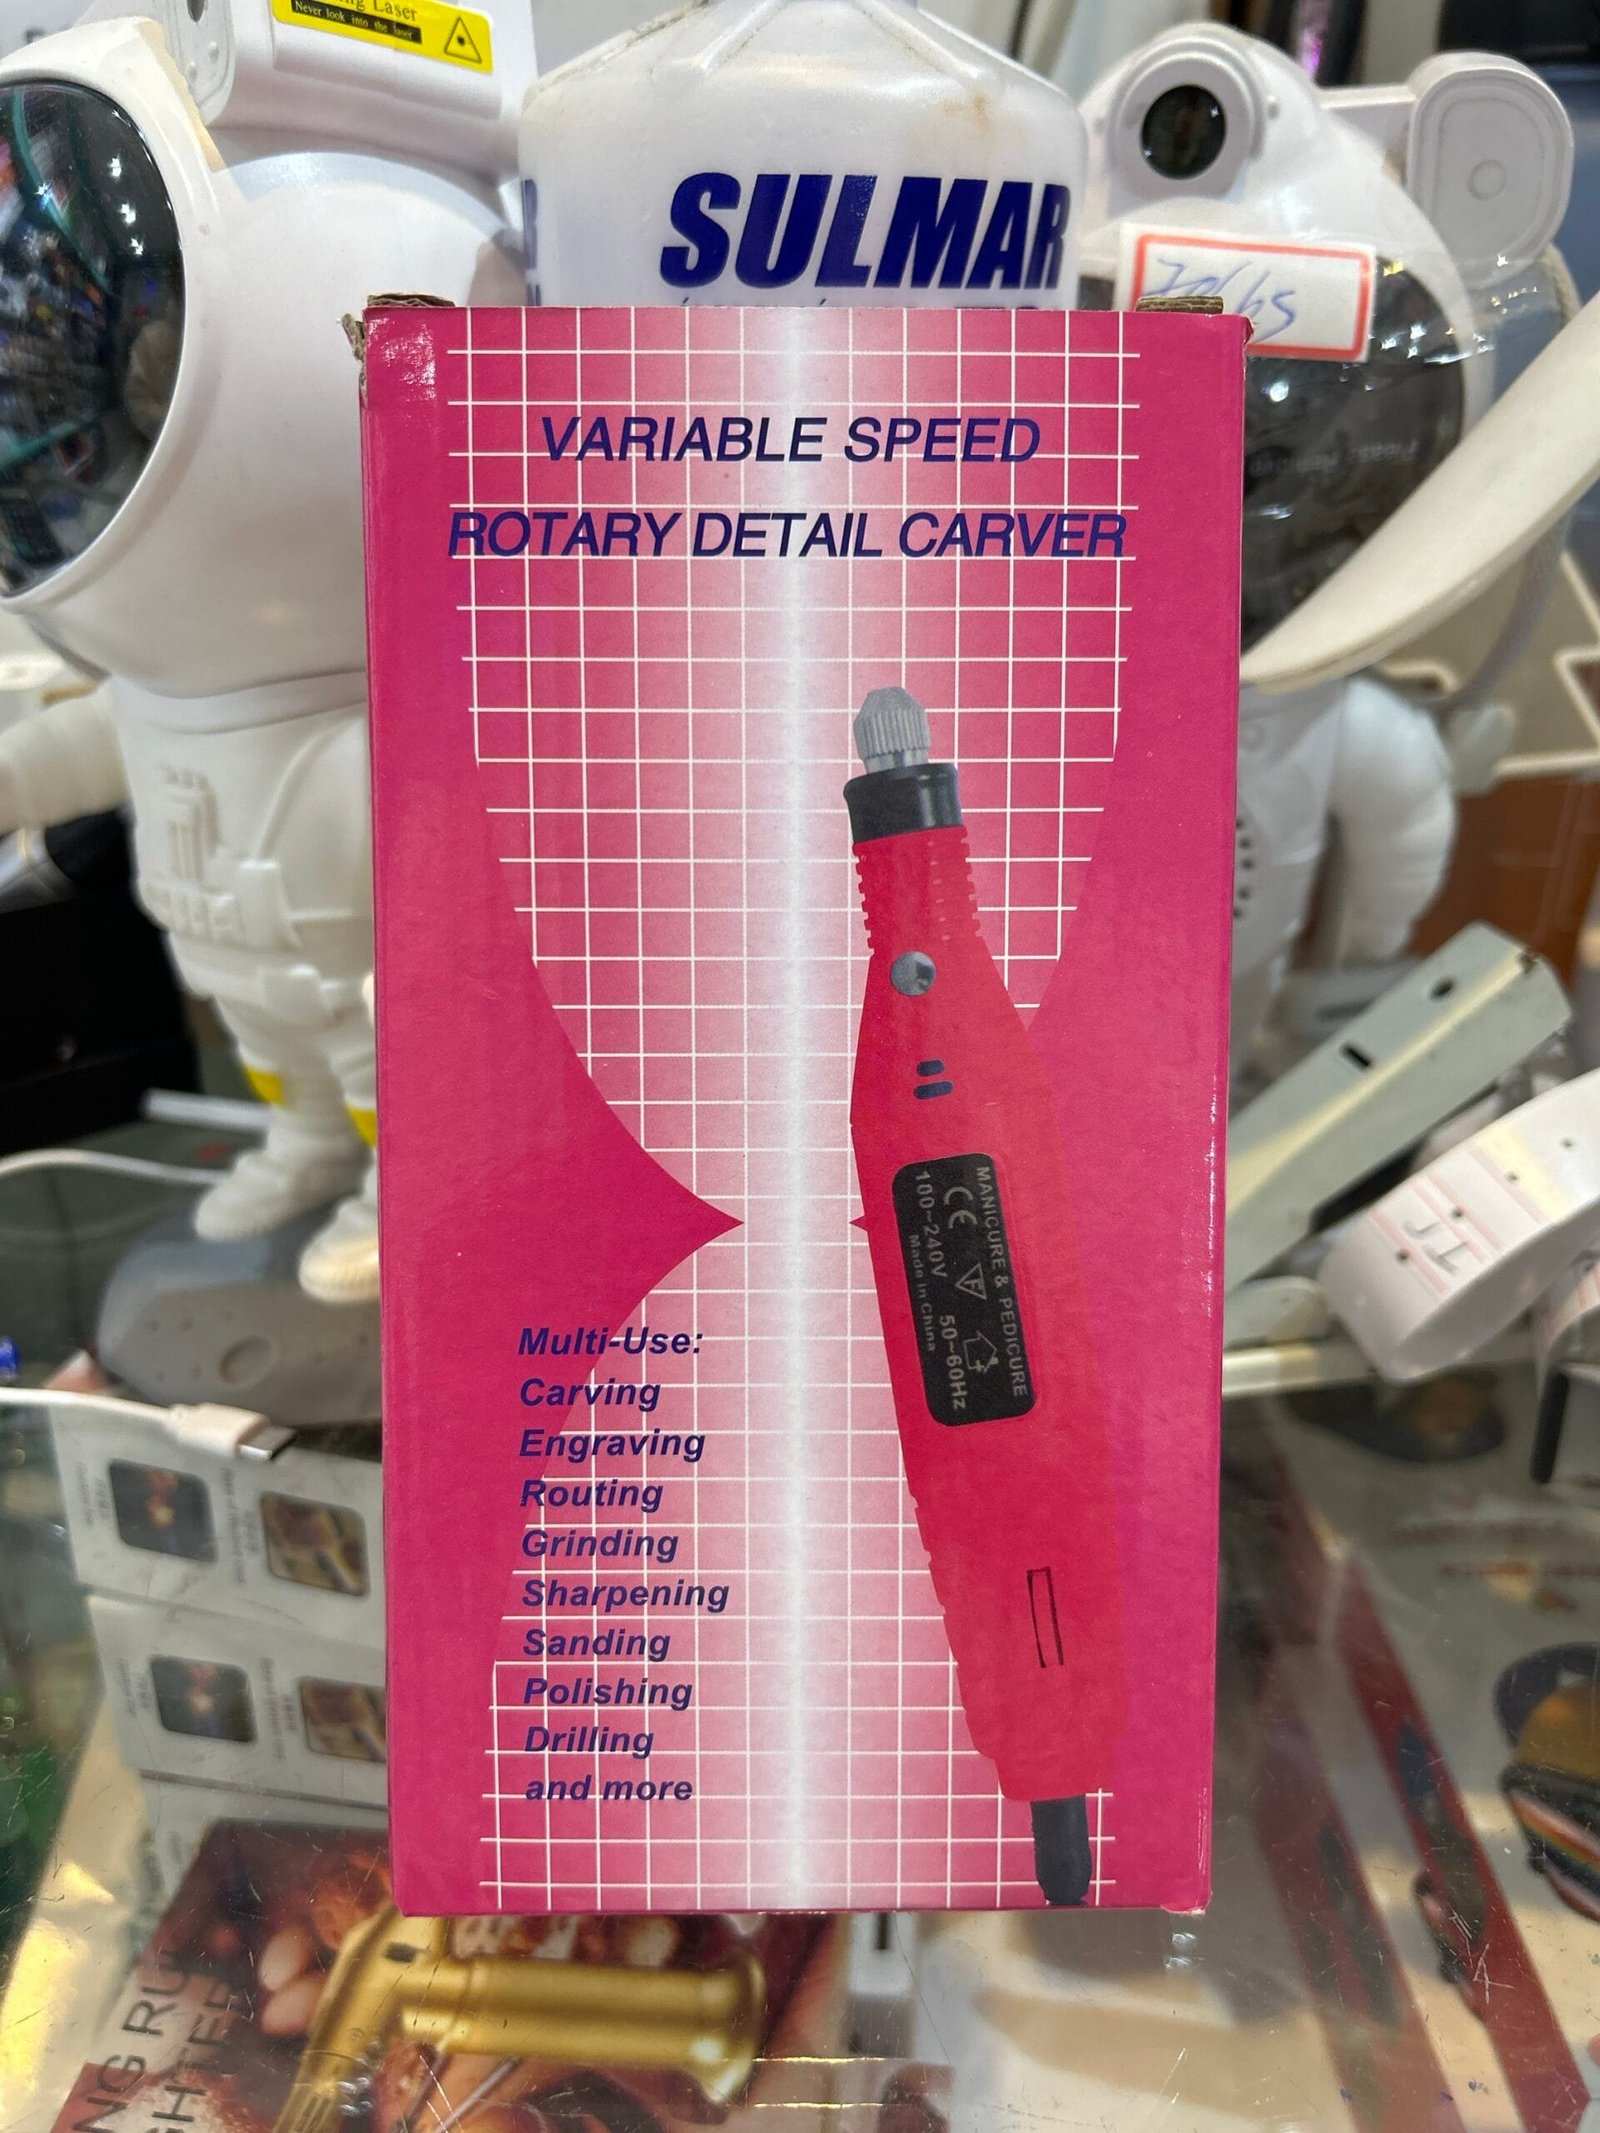 ng Laser
Never look into the laser
SULMAR
VARIABLE SPEED
ROTARY DETAIL CARVER
MANICURE & PEDICURE
CE
100~240V 50~60Hz
Made in China
Multi-Use:
Carving
Engraving
Routing
Grinding
Sharpening
Sanding
Polishing
Drilling
and more